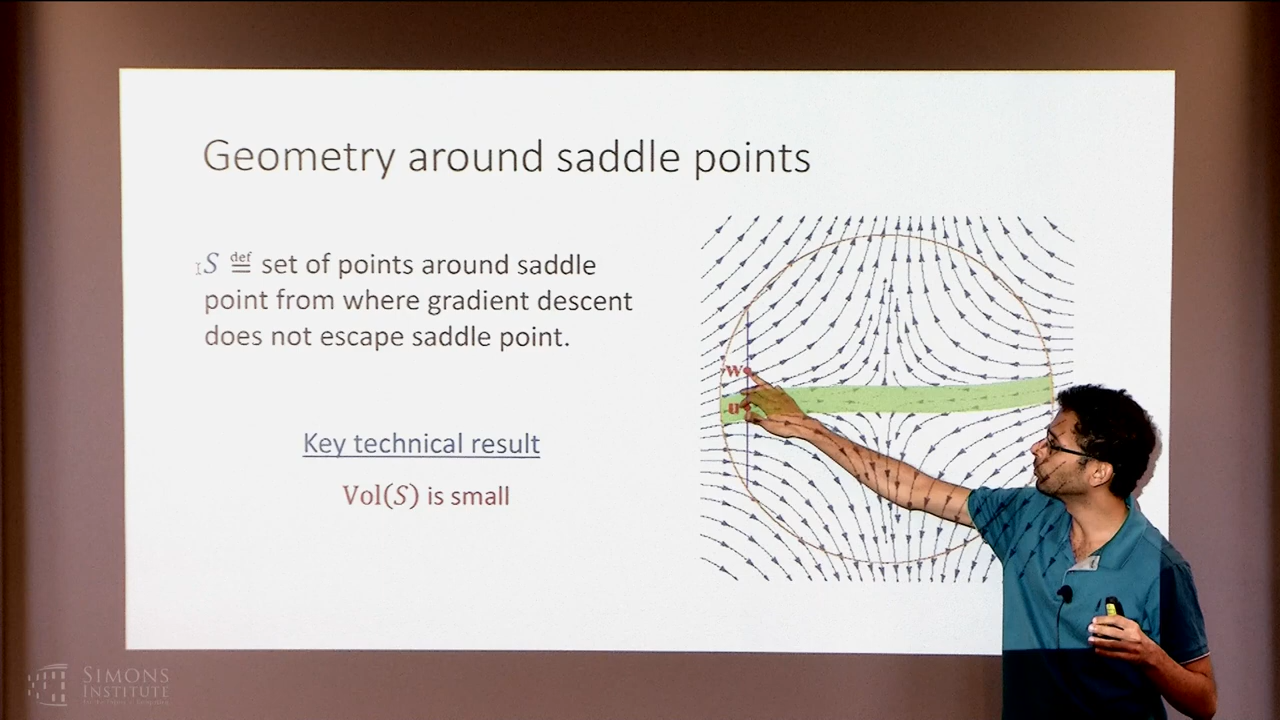 Geometry around saddle points
S def= set of points around saddle
point from where gradient descent
does not escape saddle point.
Key technical result
Vol(S) is small
w
u
SIMONS
INSTITUTE